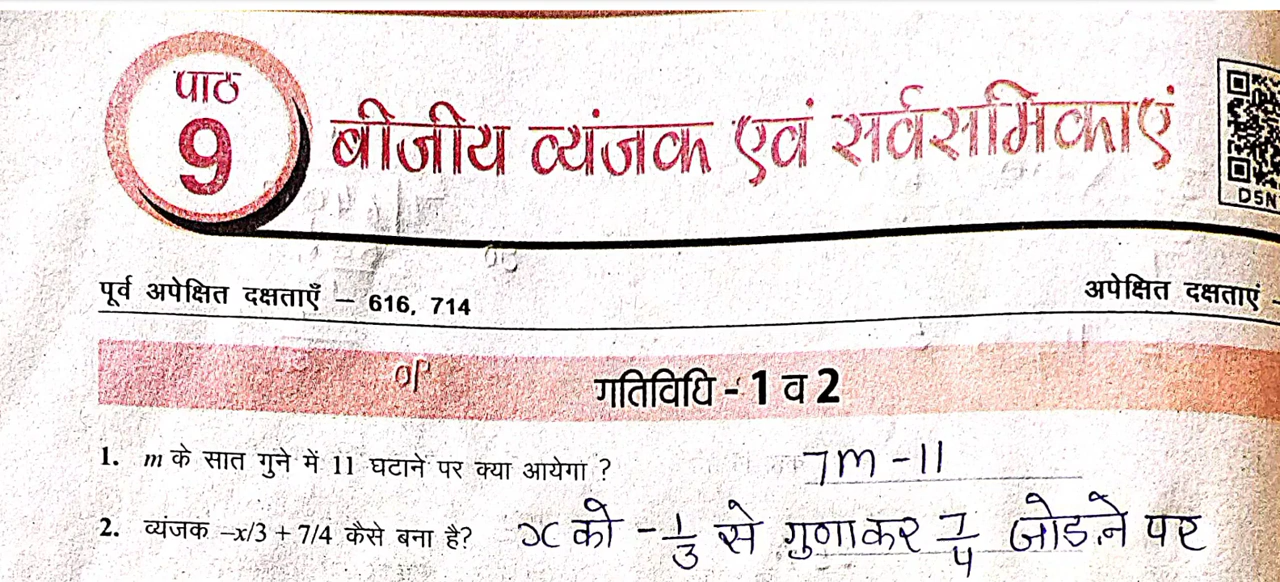 पाठ
9
बीजीय व्यंजक एवं सर्वसमिकाएं
DSN
पूर्व अपेक्षित दक्षताएँ – 616, 714
अपेक्षित दक्षताएं -
गतिविधि - 1 व 2
1. m के सात गुने में 11 घटाने पर क्या आयेगा ? 7m - 11
2. व्यंजक –x/3 + 7/4 कैसे बना है? x को - 1/3 से गुणाकर 7/4 जोडने पर